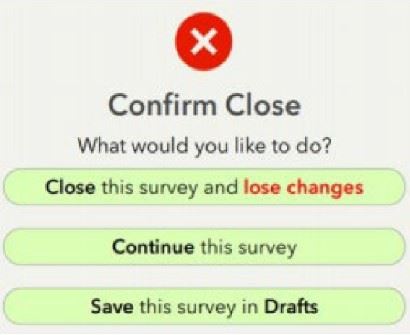 Confirm Close
What would you like to do?
Close this survey and lose changes
Continue this survey
Save this survey in Drafts